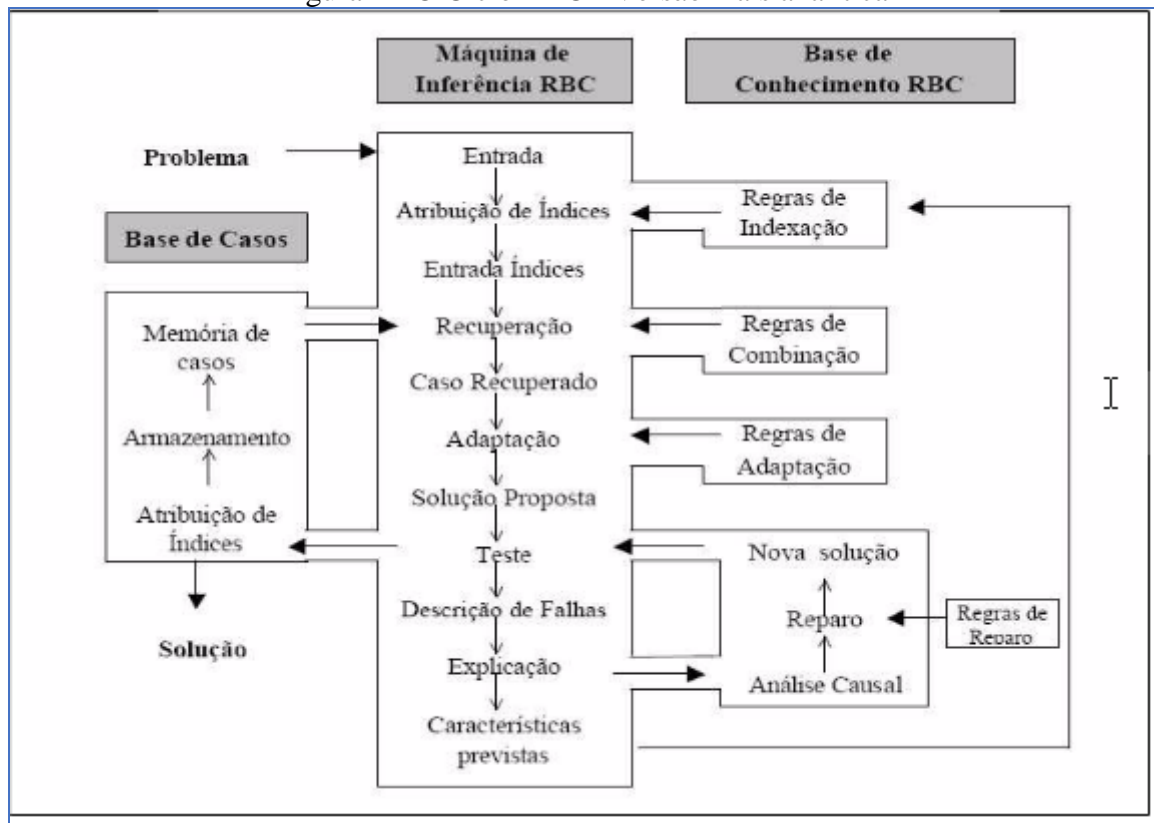 Máquina de
Inferência RBC
Base de
Conhecimento RBC
Problema
Entrada
Atribuição de Índices
Regras de
Indexação
Base de Casos
Entrada Índices
Memória de
casos
Recuperação
Regras de
Combinação
Caso Recuperado
Armazenamento
Adaptação
Regras de
Adaptação
Solução Proposta
Atribuição de
Índices
Teste
Nova solução
Descrição de Falhas
Reparo
Regras de
Reparo
Solução
Explicação
Análise Causal
Características
previstas